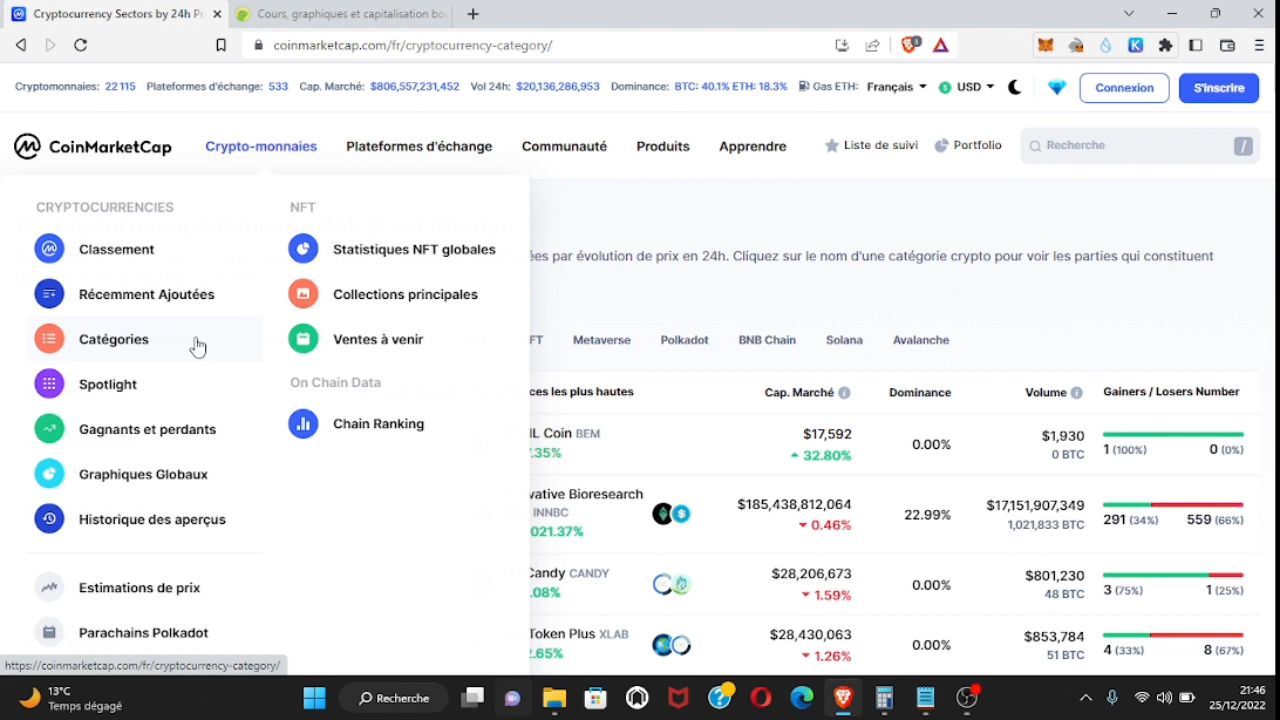 Cryptocurrency Sectors by 24h Pr
Cours, graphiques et capitalisation bo
coinmarketcap.com/fr/cryptocurrency-category/
Cryptomonnaies: 22115 Plateformes d'échange: 533 Cap. Marché: $806,557,231,452 Vol 24h: $20,136,286,953 Dominance: BTC: 40.1% ETH: 18.3% Gas ETH: Français USD Connexion S'inscrire
CoinMarketCap Crypto-monnaies Plateformes d'échange Communauté Produits Apprendre Liste de suivi Portfolio Recherche /
CRYPTOCURRENCIES
Classement
Récemment Ajoutées
Catégories
Spotlight
Gagnants et perdants
Graphiques Globaux
Historique des aperçus
Estimations de prix
Parachains Polkadot
NFT
Statistiques NFT globales
Collections principales
Ventes à venir
On Chain Data
Chain Ranking
ées par évolution de prix en 24h. Cliquez sur le nom d'une catégorie crypto pour voir les parties qui constituent
FT Metaverse Polkadot BNB Chain Solana Avalanche
ces les plus hautes Cap. Marché Dominance Volume Gainers / Losers Number
IL Coin BEM $17,592 0.00% $1,930
.35% 32.80% 0 BTC 1 (100%) 0 (0%)
vative Bioresearch $185,438,812,064 22.99% $17,151,907,349
INNBC 0.46% 1,021,833 BTC 291 (34%) 559 (66%)
021.37%
Candy CANDY $28,206,673 0.00% $801,230
.08% 1.59% 48 BTC 3 (75%) 1 (25%)
Token Plus XLAB $28,430,063 0.00% $853,784
2.65% 1.26% 51 BTC 4 (33%) 8 (67%)
https://coinmarketcap.com/fr/cryptocurrency-category/
13°C
Temps dégagé
Recherche
21:46
25/12/2022